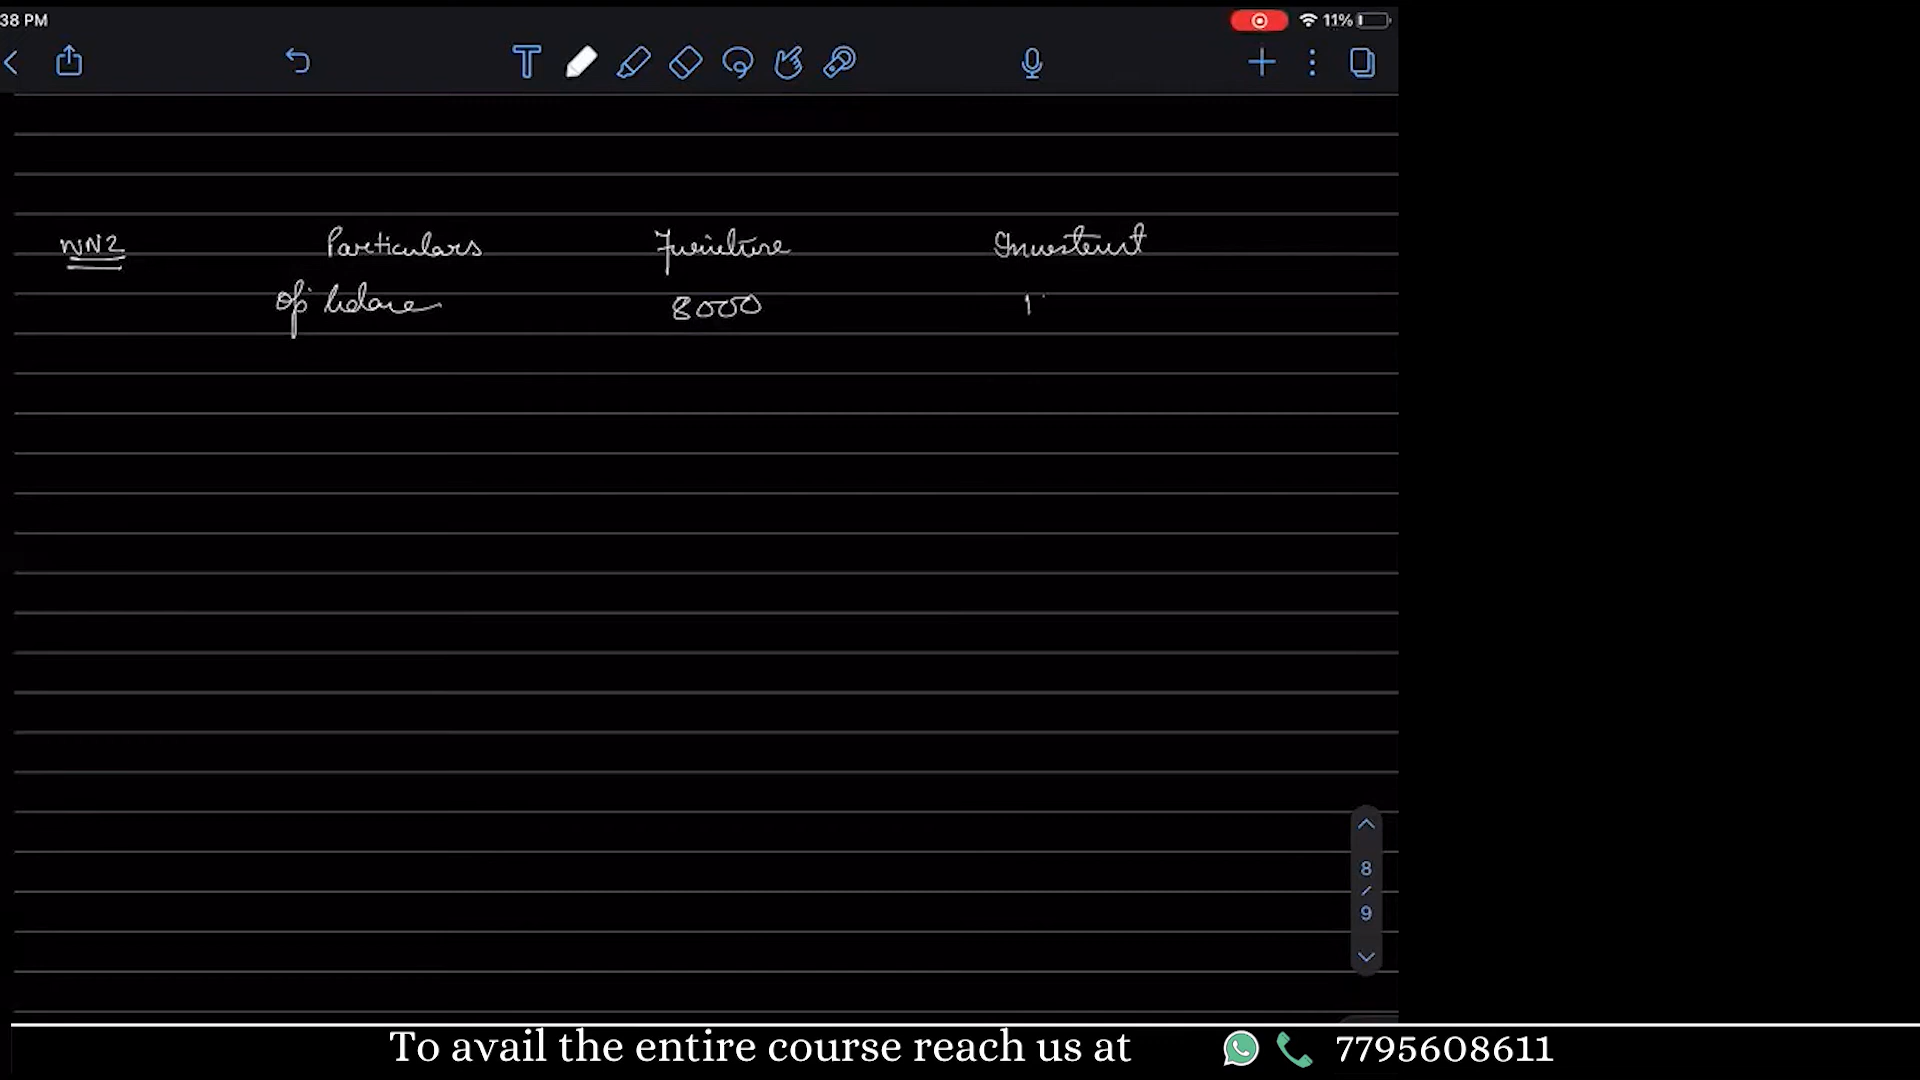 38 PM 11%
WN2 Particulars Furniture Investment
Op balance 8000 1
8
/
9
To avail the entire course reach us at 7795608611